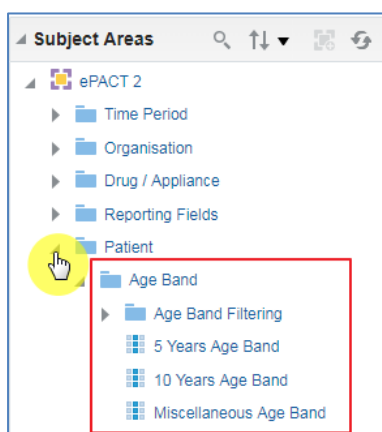 Subject Areas
ePACT 2
Time Period
Organisation
Drug / Appliance
Reporting Fields
Patient
Age Band
Age Band Filtering
5 Years Age Band
10 Years Age Band
Miscellaneous Age Band